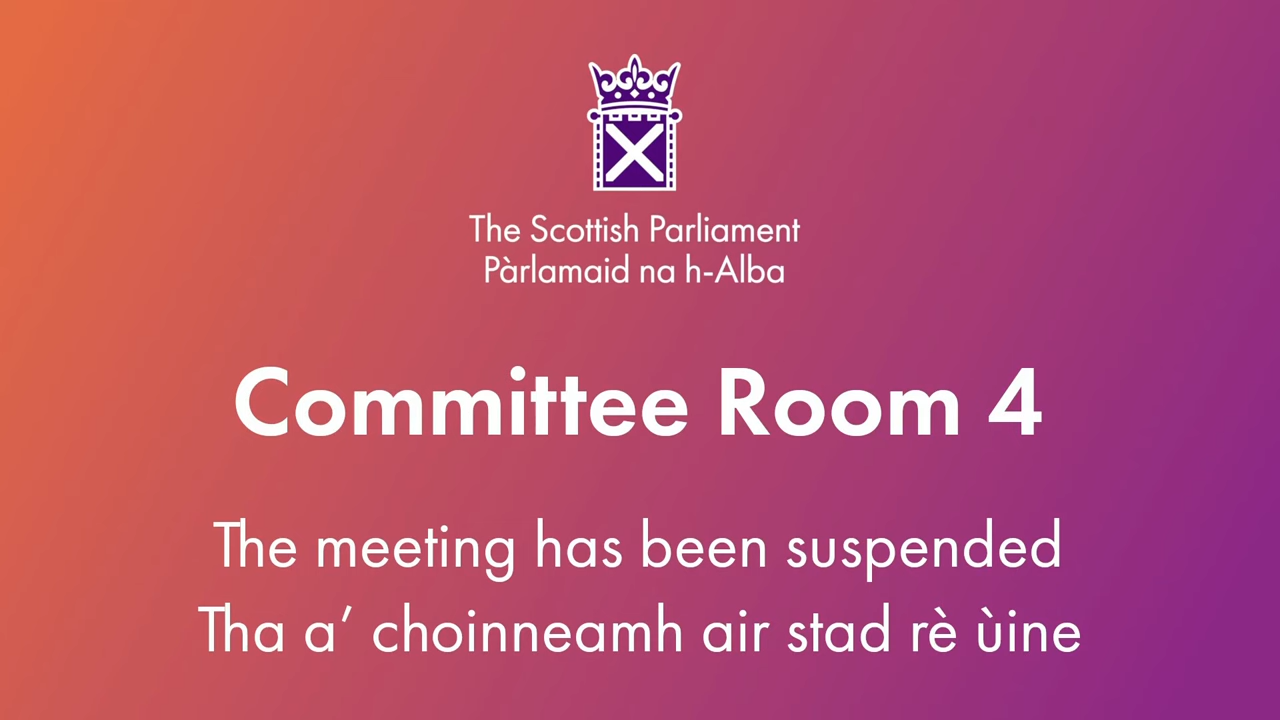 The Scottish Parliament
Pàrlamaid na h-Alba
Committee Room 4
The meeting has been suspended
Tha a’ choinneamh air stad rè ùine